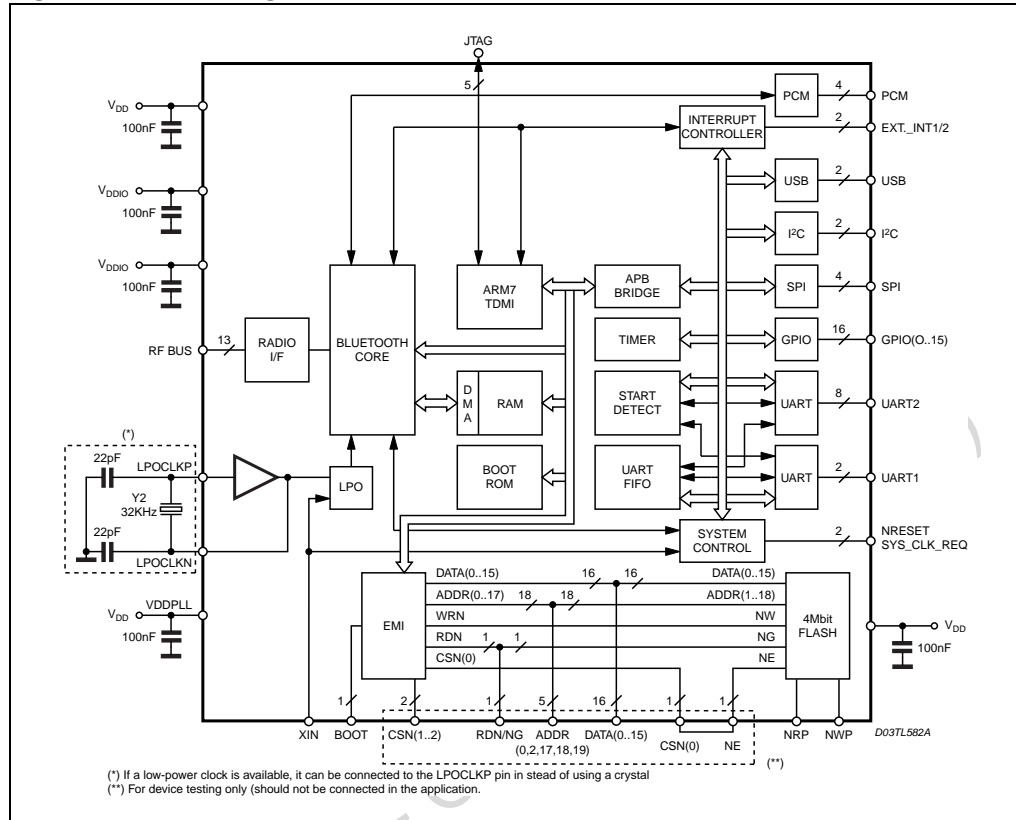 JTAG
5
PCM
4
PCM
VDD
100nF
INTERRUPT
CONTROLLER
2
EXT._INT1/2
VDDIO
100nF
USB
2
USB
I²C
2
I²C
VDDIO
100nF
ARM7
TDMI
APB
BRIDGE
SPI
4
SPI
RF BUS
13
RADIO
I/F
BLUETOOTH
CORE
TIMER
GPIO
16
GPIO(O..15)
D
M
A
RAM
START
DETECT
UART
8
UART2
(*)
22pF
LPOCLKP
Y2
32KHz
22pF
LPOCLKN
LPO
BOOT
ROM
UART
FIFO
UART
2
UART1
SYSTEM
CONTROL
2
NRESET
SYS_CLK_REQ
VDD
VDDPLL
100nF
EMI
DATA(0..15)
16
16
DATA(0..15)
ADDR(0..17)
18
18
ADDR(1..18)
WRN
NW
RDN
1
1
NG
CSN(0)
NE
4Mbit
FLASH
VDD
100nF
1
2
1
5
16
1
1
XIN
BOOT
CSN(1..2)
RDN/NG
ADDR
(0,2,17,18,19)
DATA(0..15)
CSN(0)
NE
NRP
NWP
D03TL582A
(**)
(*) If a low-power clock is available, it can be connected to the LPOCLKP pin in stead of using a crystal
(**) For device testing only (should not be connected in the application.